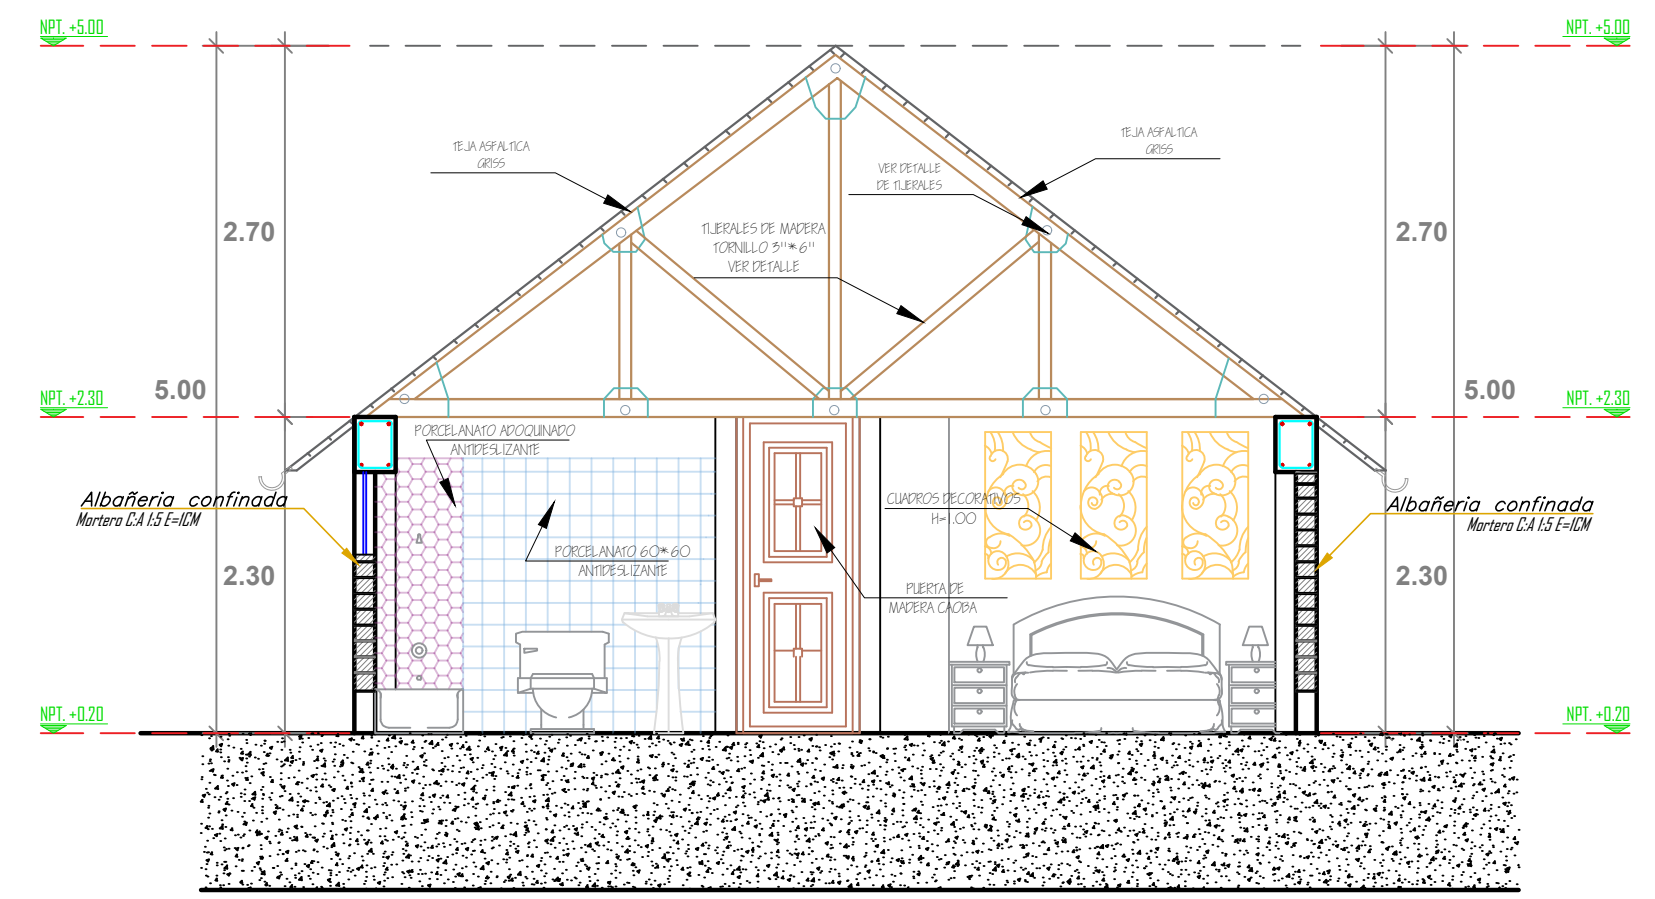 NPT. +5.00
NPT. +5.00
TEJA ASFALTICA
GRISS
TEJA ASFALTICA
GRISS
VER DETALLE
DE TIJERALES
TIJERALES DE MADERA
TORNILLO 3"*6"
VER DETALLE
2.70
2.70
5.00
5.00
NPT. +2.30
NPT. +2.30
PORCELANATO ADOQUINADO
ANTIDESLIZANTE
CUADROS DECORATIVOS
H=1.00
Albañeria confinada
Mortero C:A 1:5 E=1CM
Albañeria confinada
Mortero C:A 1:5 E=1CM
PORCELANATO 60*60
ANTIDESLIZANTE
2.30
2.30
PUERTA DE
MADERA CAOBA
NPT. +0.20
NPT. +0.20